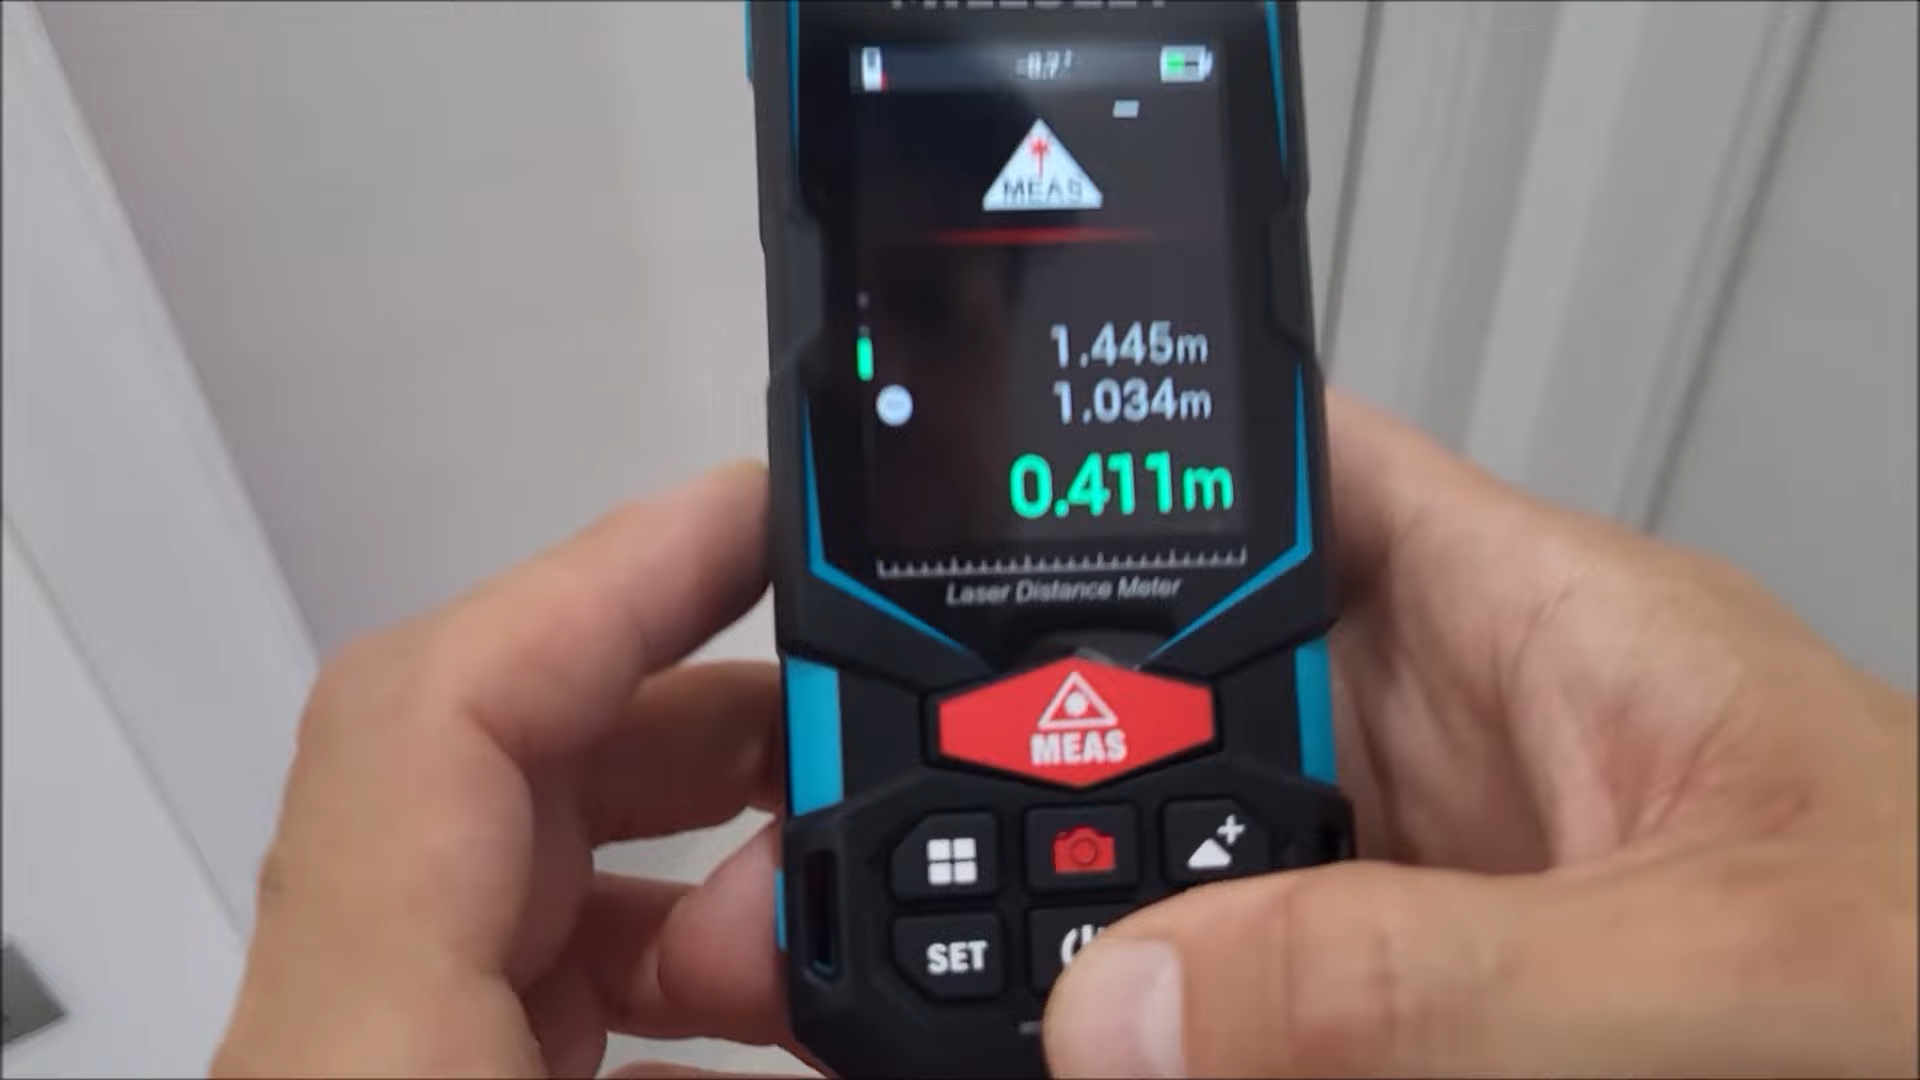 MEAS
1.445m
1.034m
0.411m
Laser Distance Meter
MEAS
SET